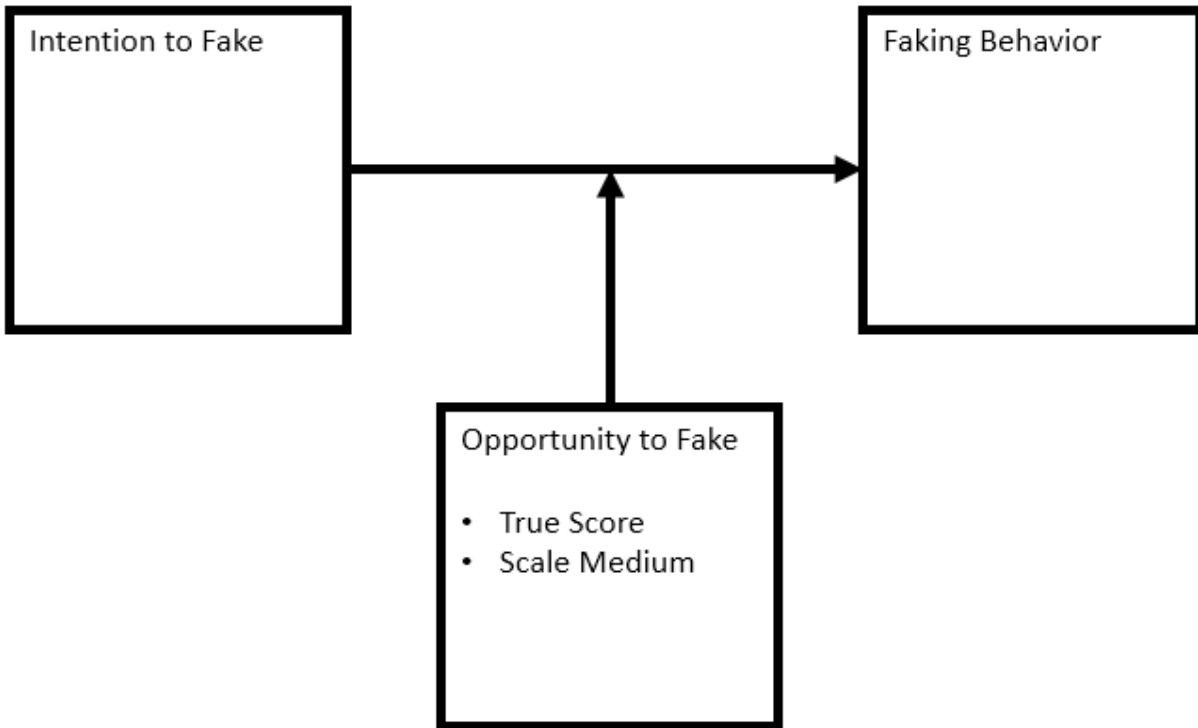 Intention to Fake
Faking Behavior
Opportunity to Fake
• True Score
• Scale Medium